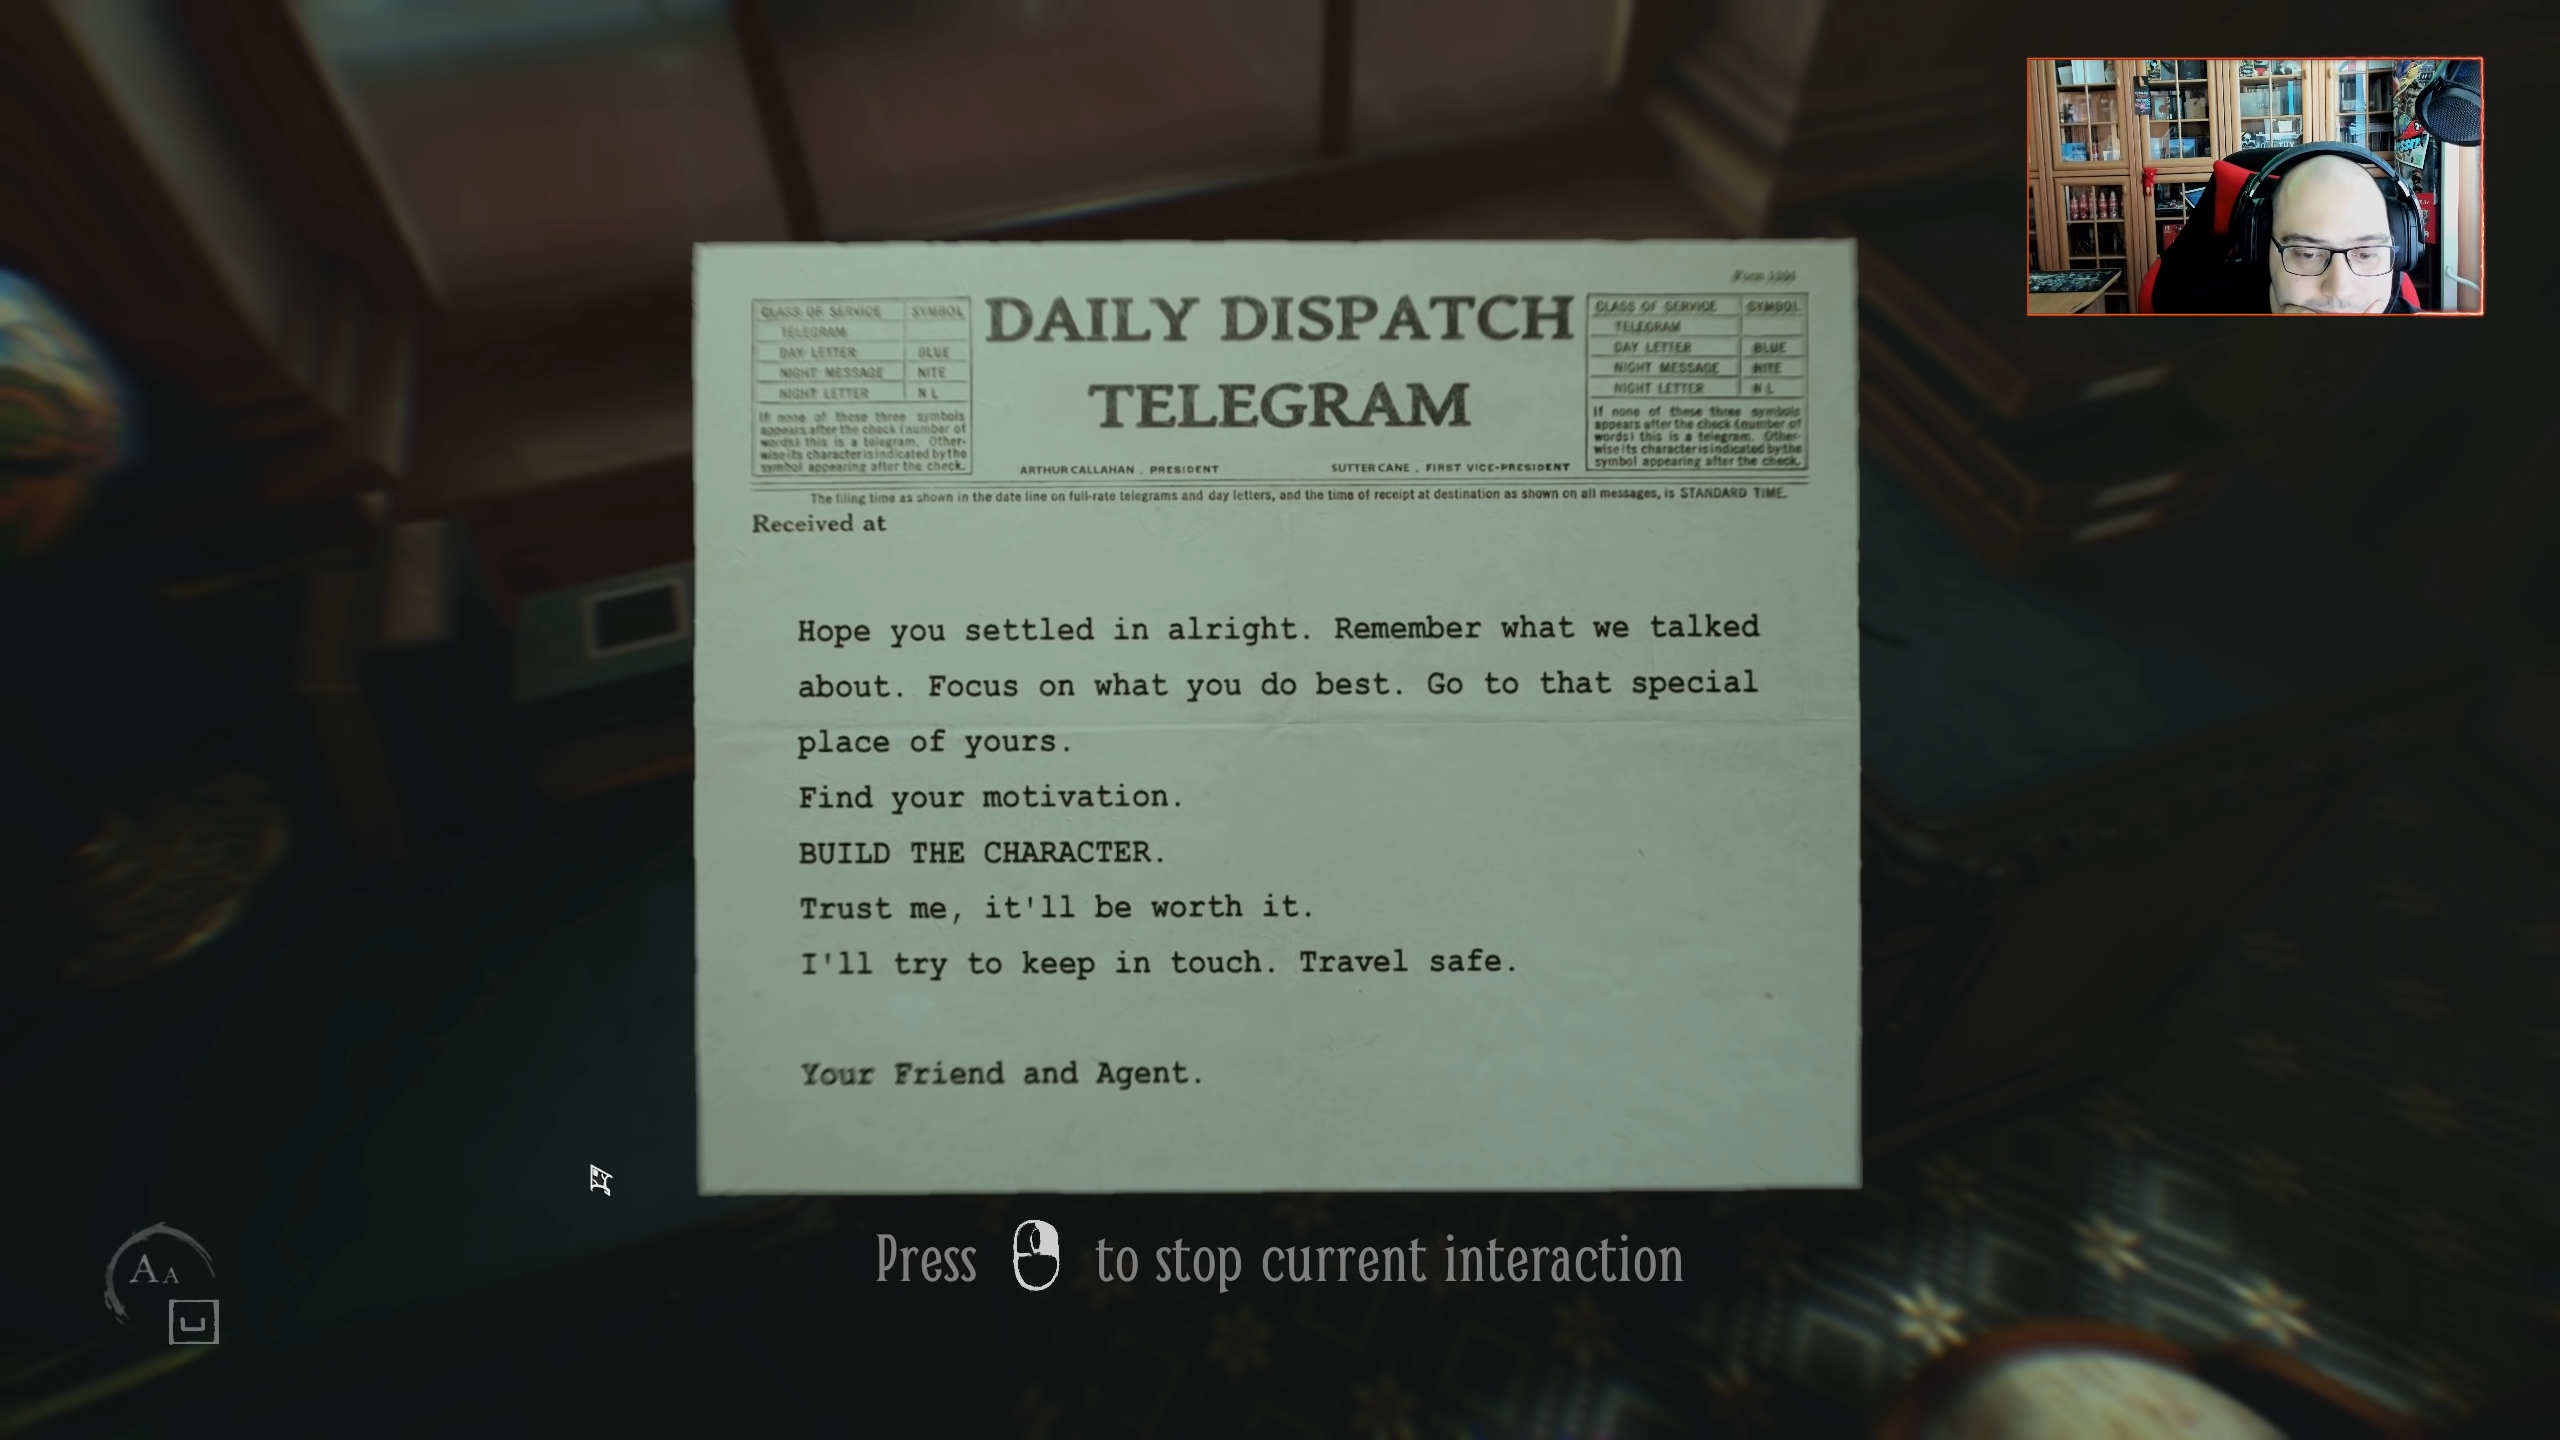 Form 1204
DAILY DISPATCH
TELEGRAM
CLASS OF SERVICE SYMBOL
TELEGRAM
DAY LETTER BLUE
NIGHT MESSAGE NITE
NIGHT LETTER N L
If none of these three symbols
appears after the check (number of
words) this is a telegram. Other-
wise its character is indicated by the
symbol appearing after the check.
CLASS OF SERVICE SYMBOL
TELEGRAM
DAY LETTER BLUE
NIGHT MESSAGE NITE
NIGHT LETTER N L
If none of these three symbols
appears after the check (number of
words) this is a telegram. Other-
wise its character is indicated by the
symbol appearing after the check.
ARTHUR CALLAHAN , PRESIDENT
SUTTER CANE , FIRST VICE-PRESIDENT
The filing time as shown in the date line on full-rate telegrams and day letters, and the time of receipt at destination as shown on all messages, is STANDARD TIME.
Received at
Hope you settled in alright. Remember what we talked
about. Focus on what you do best. Go to that special
place of yours.
Find your motivation.
BUILD THE CHARACTER.
Trust me, it'll be worth it.
I'll try to keep in touch. Travel safe.
Your Friend and Agent.
Press to stop current interaction
AA